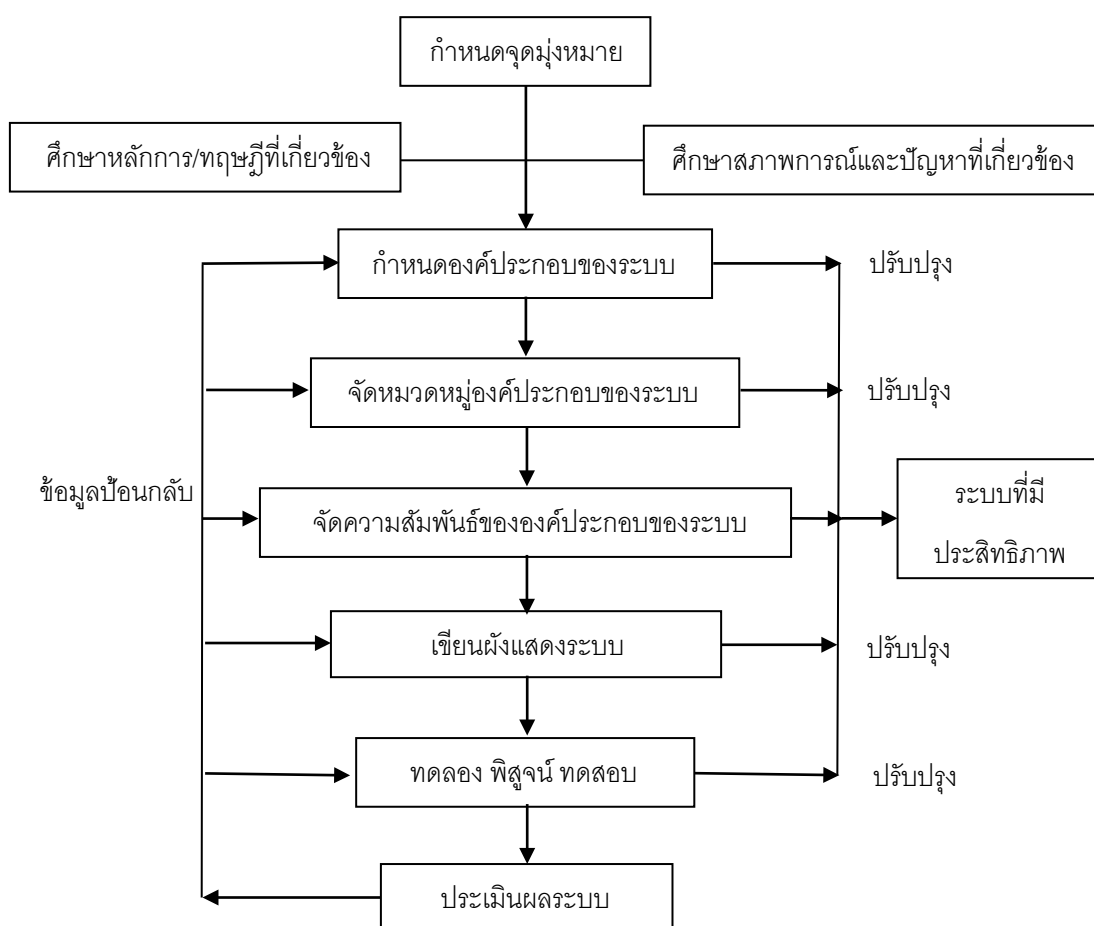 กำหนดจุดมุ่งหมาย
ศึกษาหลักการ/ทฤษฎีที่เกี่ยวข้อง
ศึกษาสภาพการณ์และปัญหาที่เกี่ยวข้อง
กำหนดองค์ประกอบของระบบ
ปรับปรุง
จัดหมวดหมู่องค์ประกอบของระบบ
ปรับปรุง
ข้อมูลป้อนกลับ
จัดความสัมพันธ์ขององค์ประกอบของระบบ
ระบบที่มี
ประสิทธิภาพ
เขียนผังแสดงระบบ
ปรับปรุง
ทดลอง พิสูจน์ ทดสอบ
ปรับปรุง
ประเมินผลระบบ